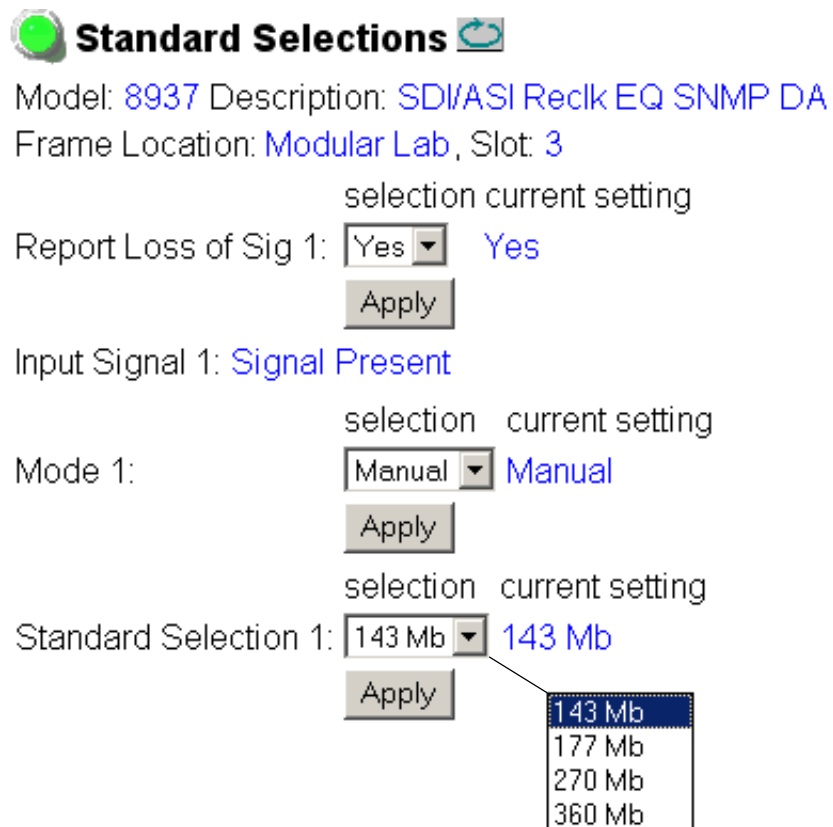 Standard Selections
Model: 8937 Description: SDI/ASI Reclk EQ SNMP DA
Frame Location: Modular Lab, Slot: 3
selection current setting
Report Loss of Sig 1: Yes Yes
Apply
Input Signal 1: Signal Present
selection current setting
Mode 1: Manual Manual
Apply
selection current setting
Standard Selection 1: 143 Mb 143 Mb
Apply
143 Mb
177 Mb
270 Mb
360 Mb